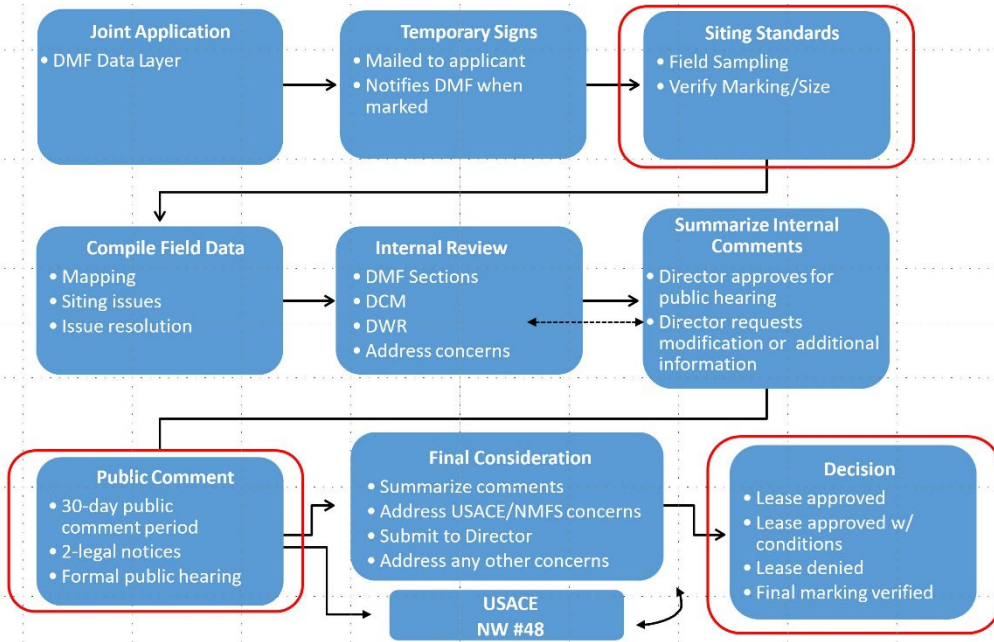 Joint Application
• DMF Data Layer
Temporary Signs
• Mailed to applicant
• Notifies DMF when
marked
Siting Standards
• Field Sampling
• Verify Marking/Size
Compile Field Data
• Mapping
• Siting issues
• Issue resolution
Internal Review
• DMF Sections
• DCM
• DWR
• Address concerns
Summarize Internal
Comments
• Director approves for
public hearing
• Director requests
modification or additional
information
Public Comment
• 30-day public
comment period
• 2-legal notices
• Formal public hearing
Final Consideration
• Summarize comments
• Address USACE/NMFS concerns
• Submit to Director
• Address any other concerns
USACE
NW #48
Decision
• Lease approved
• Lease approved w/
conditions
• Lease denied
• Final marking verified